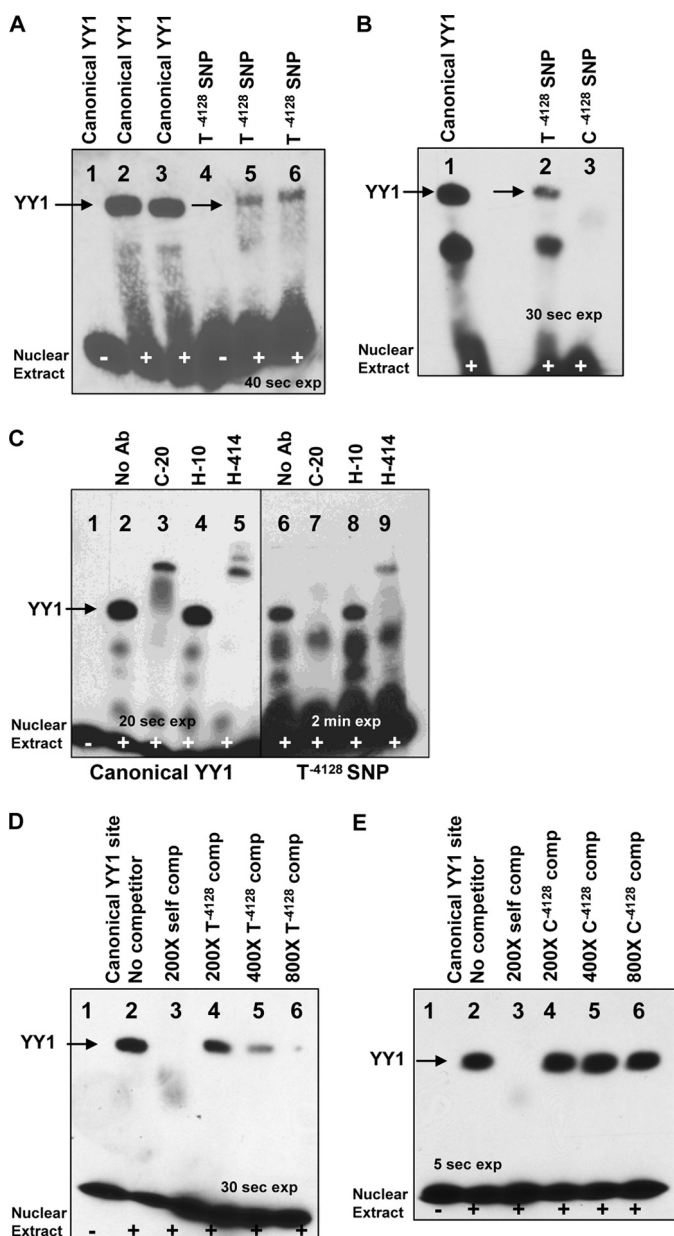 A
Canonical YY1
Canonical YY1
Canonical YY1
T -4128 SNP
T -4128 SNP
T -4128 SNP
1 2 3 4 5 6
YY1
Nuclear
Extract
- + + - + +
40 sec exp
B
Canonical YY1
T -4128 SNP
C -4128 SNP
1 2 3
YY1
30 sec exp
Nuclear
Extract
+ + +
C
No Ab
C-20
H-10
H-414
No Ab
C-20
H-10
H-414
1 2 3 4 5 6 7 8 9
YY1
20 sec exp
2 min exp
Nuclear
Extract
- + + + + + + + +
Canonical YY1
T-4128 SNP
D
Canonical YY1 site
No competitor
200X self comp
200X T-4128 comp
400X T-4128 comp
800X T-4128 comp
1 2 3 4 5 6
YY1
30 sec exp
Nuclear
Extract
- + + + + +
E
Canonical YY1 site
No competitor
200X self comp
200X C-4128 comp
400X C-4128 comp
800X C-4128 comp
1 2 3 4 5 6
YY1
5 sec exp
Nuclear
Extract
- + + + + +